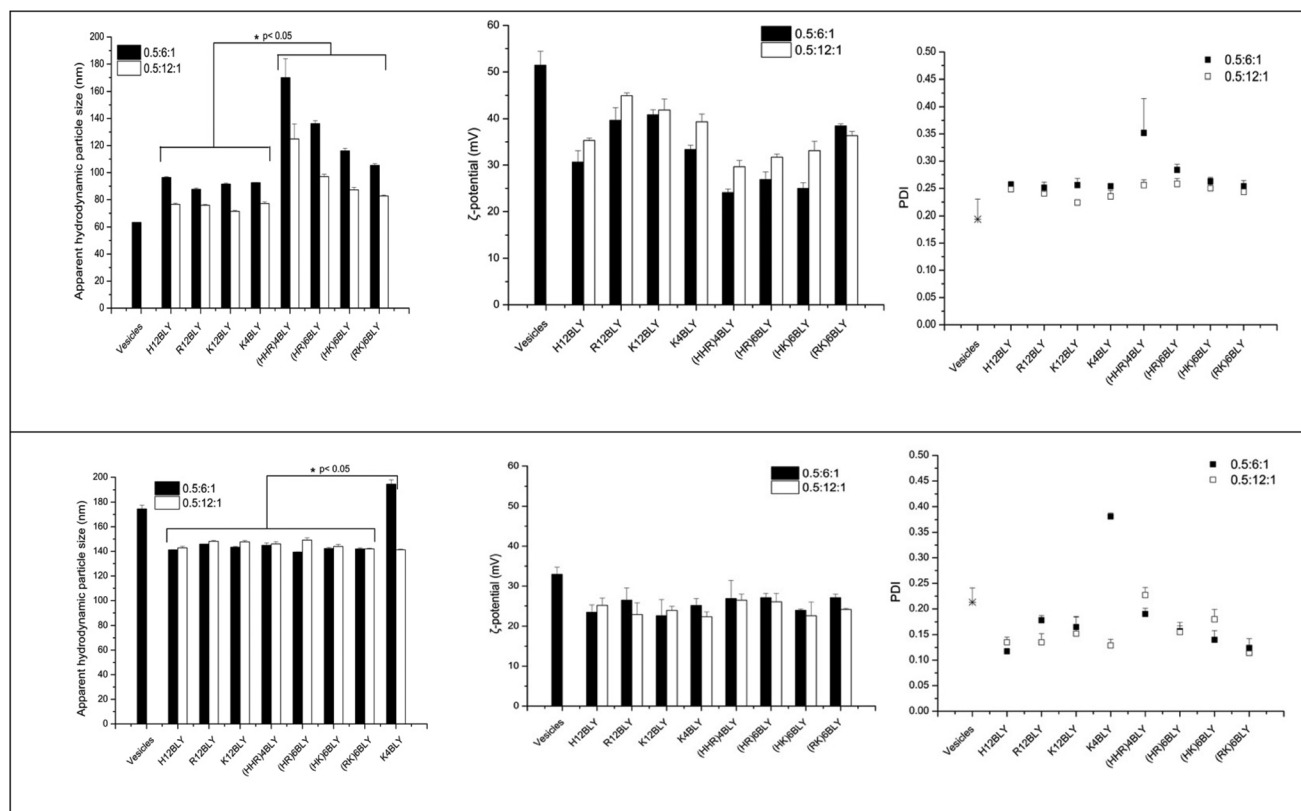 Apparent hydrodynamic particle size (nm)
200
180
160
140
120
100
80
60
40
20
0
0.5:6:1
0.5:12:1
* p< 0.05
Vesicles
H12BLY
R12BLY
K12BLY
K4BLY
(HHR)4BLY
(HR)6BLY
(HK)6BLY
(RK)6BLY
ζ-potential (mV)
60
50
40
30
20
10
0
0.5:6:1
0.5:12:1
Vesicles
H12BLY
R12BLY
K12BLY
K4BLY
(HHR)4BLY
(HR)6BLY
(HK)6BLY
(RK)6BLY
PDI
0.50
0.45
0.40
0.35
0.30
0.25
0.20
0.15
0.10
0.05
0.00
0.5:6:1
0.5:12:1
Vesicles
H12BLY
R12BLY
K12BLY
K4BLY
(HHR)4BLY
(HR)6BLY
(HK)6BLY
(RK)6BLY
Apparent hydrodynamic particle size (nm)
200
180
160
140
120
100
80
60
40
20
0
0.5:6:1
0.5:12:1
* p< 0.05
Vesicles
H12BLY
R12BLY
K12BLY
(HHR)4BLY
(HR)6BLY
(HK)6BLY
(RK)6BLY
K4BLY
ζ-potential (mV)
60
50
40
30
20
10
0
0.5:6:1
0.5:12:1
Vesicles
H12BLY
R12BLY
K12BLY
K4BLY
(HHR)4BLY
(HR)6BLY
(HK)6BLY
(RK)6BLY
PDI
0.50
0.45
0.40
0.35
0.30
0.25
0.20
0.15
0.10
0.05
0.00
0.5:6:1
0.5:12:1
Vesicles
H12BLY
R12BLY
K12BLY
K4BLY
(HHR)4BLY
(HR)6BLY
(HK)6BLY
(RK)6BLY